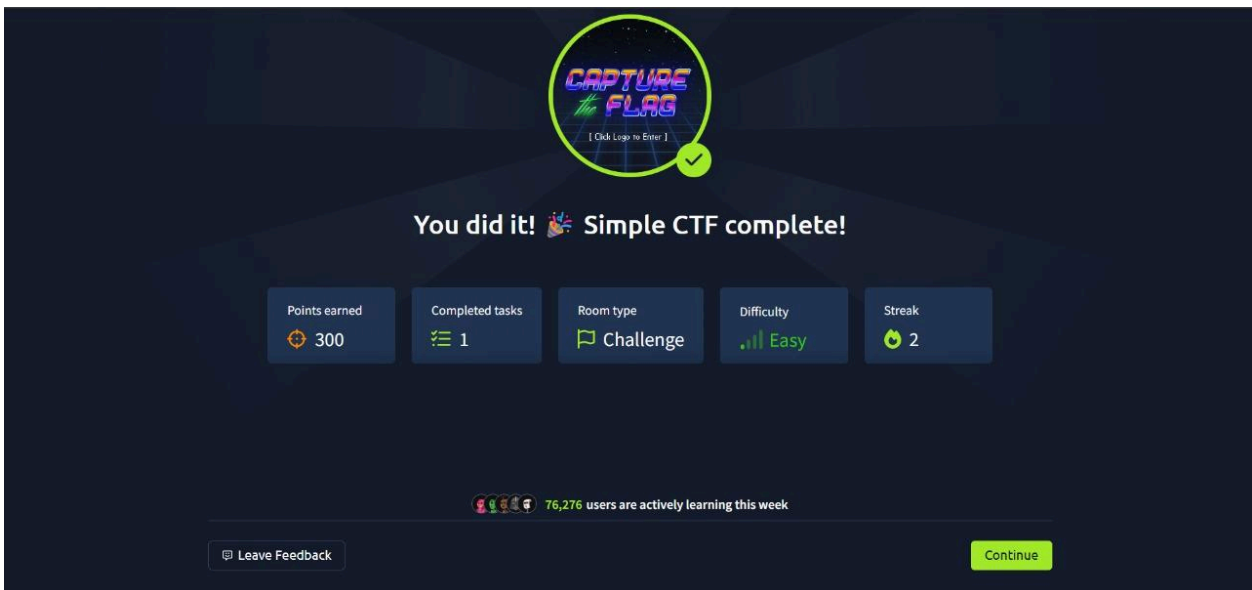 CAPTURE
the FLAG
[ Click Logo to Enter ]
You did it! 🎉 Simple CTF complete!
Points earned
300
Completed tasks
1
Room type
Challenge
Difficulty
Easy
Streak
2
76,276 users are actively learning this week
Leave Feedback
Continue